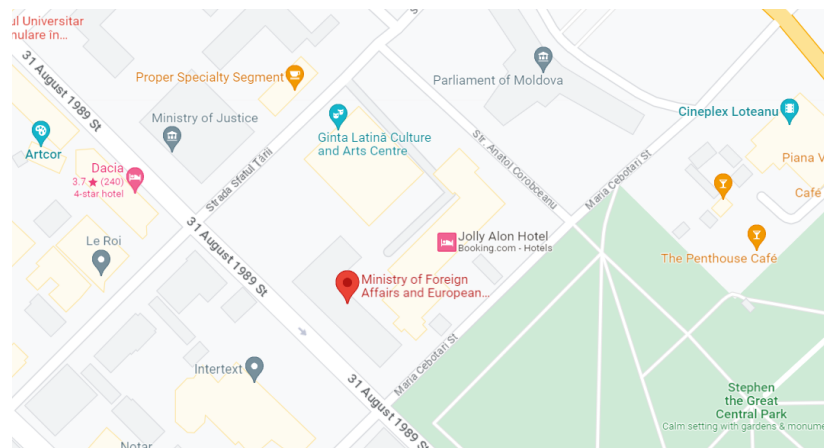 ul Universitar
nulare în...
31 August 1989 St
Proper Specialty Segment
Parliament of Moldova
Ministry of Justice
Cineplex Loteanu
Artcor
Ginta Latină Culture
and Arts Centre
Str. Anatol Corobceanu
Dacia
3.7 ★ (240)
4-star hotel
Piana V
Strada Sfatul Țării
Maria Cebotari St
Café
31 August 1989 St
Le Roi
Jolly Alon Hotel
Booking.com - Hotels
The Penthouse Café
Ministry of Foreign
Affairs and European...
Maria Cebotari St
Intertext
31 August 1989 St
Stephen
the Great
Central Park
Calm setting with gardens & monume
Notar